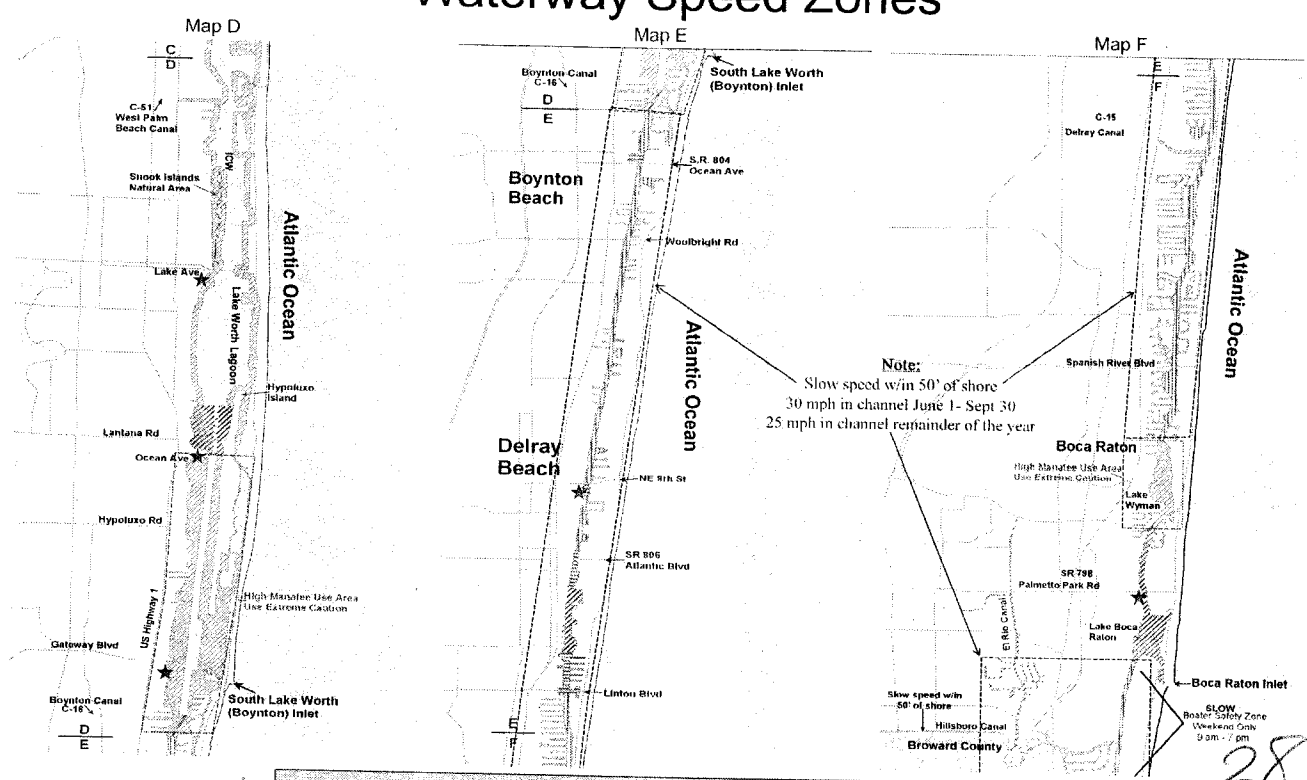 Waterway Speed Zones
Map D
C
D
C-51
West Palm
Beach Canal
ICW
Snook Islands
Natural Area
Atlantic Ocean
Lake Ave
Lake Worth Lagoon
Hypoluxo
Island
Lantana Rd
Ocean Ave
Hypoluxo Rd
High Manatee Use Area
Use Extreme Caution
US Highway 1
Gateway Blvd
South Lake Worth
(Boynton) Inlet
Boynton Canal
C-16
D
E
Map E
Boynton Canal
C-16
South Lake Worth
(Boynton) Inlet
D
E
S.R. 804
Ocean Ave
Boynton
Beach
Woolbright Rd
Atlantic Ocean
Delray
Beach
NE 8th St
SR 806
Atlantic Blvd
Linton Blvd
E
F
Note:
Slow speed w/in 50' of shore
30 mph in channel June 1- Sept 30
25 mph in channel remainder of the year
Map F
E
F
C-15
Delray Canal
Atlantic Ocean
Spanish River Blvd
Boca Raton
High Manatee Use Area
Use Extreme Caution
Lake
Wyman
SR 798
Palmetto Park Rd
El Rio Canal
Lake Boca
Raton
Boca Raton Inlet
Slow speed w/in
50' of shore
Hillsboro Canal
Broward County
SLOW
Boater Safety Zone
Weekend Only
9 am - 7 pm
28